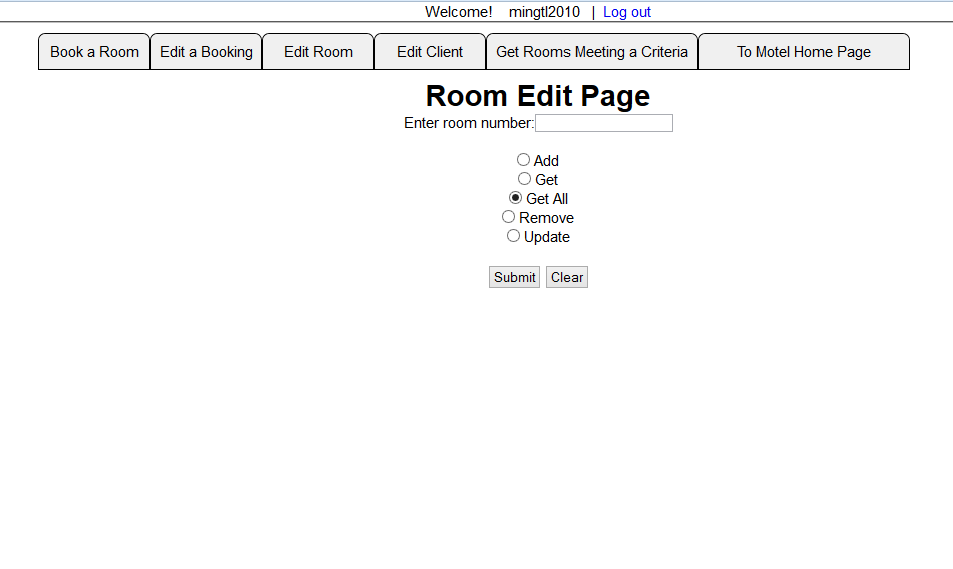 Welcome! mingtl2010 | Log out
Book a Room Edit a Booking Edit Room Edit Client Get Rooms Meeting a Criteria To Motel Home Page
Room Edit Page
Enter room number:
Add
Get
Get All
Remove
Update
Submit Clear